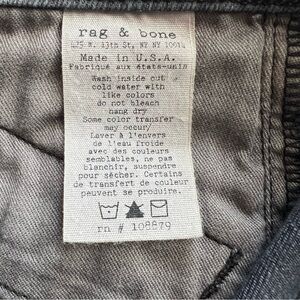 rag & bone
425 W. 13th St, NY NY 10014
Made in U.S.A.
Fabriqué aux états-unis
Wash inside out
cold water with
like colors
do not bleach
hang dry
Some color transfer
may occur/
Laver à l'envers
de l'eau froide
avec des couleurs
semblables, ne pas
blanchir, suspendre
pour sècher. Certains
de transfert de couleur
peuvent se produire.
rn # 108879